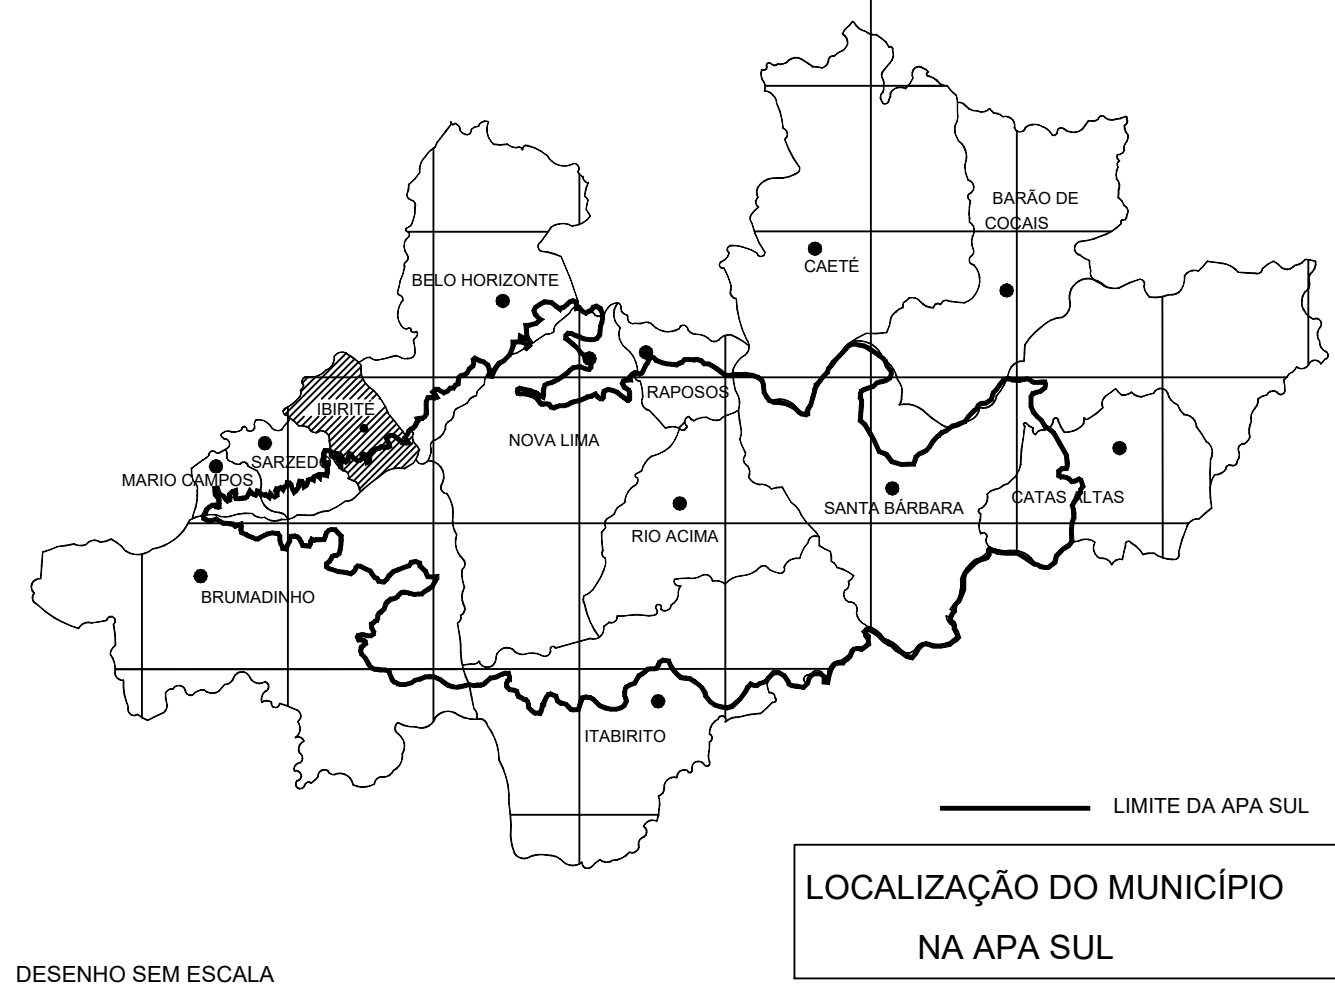 BARÃO DE
COCAIS
CAETÉ
BELO HORIZONTE
RAPOSOS
IBIRITÉ
NOVA LIMA
SARZEDO
MARIO CAMPOS
CATAS ALTAS
SANTA BÁRBARA
RIO ACIMA
BRUMADINHO
ITABIRITO
LIMITE DA APA SUL
LOCALIZAÇÃO DO MUNICÍPIO
NA APA SUL
DESENHO SEM ESCALA